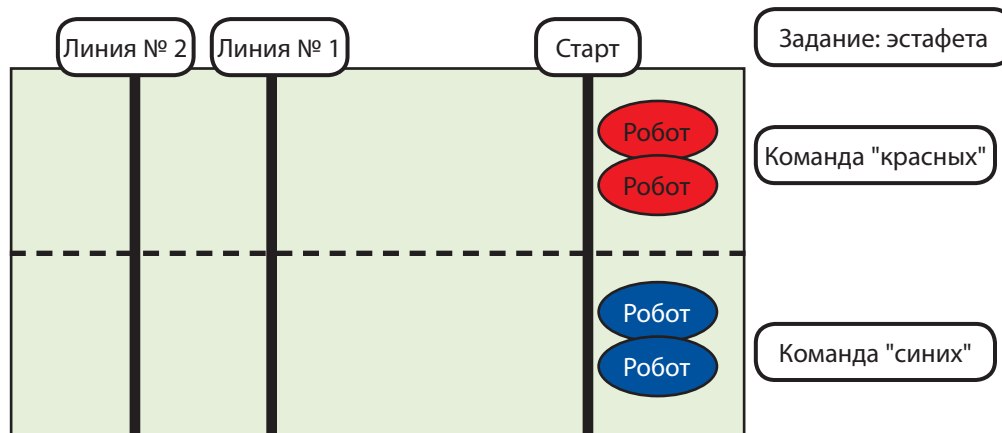 Линия № 2
Линия № 1
Старт
Задание: эстафета
Робот
Робот
Команда "красных"
Робот
Робот
Команда "синих"